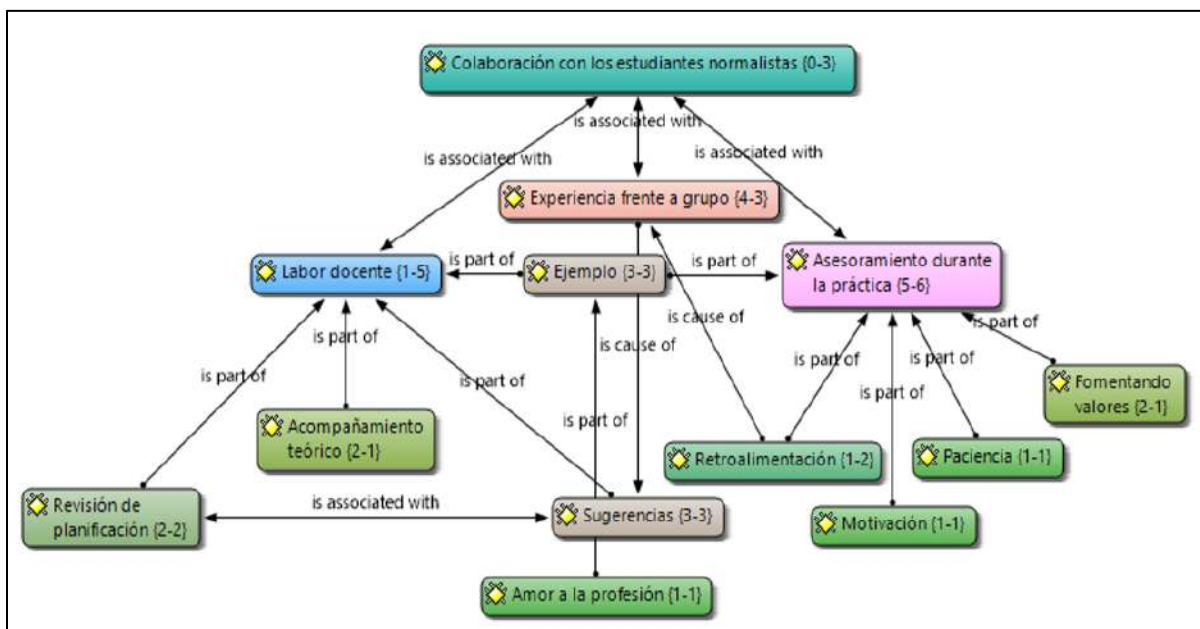 Colaboración con los estudiantes normalistas {0-3}
is associated with
is associated with
is associated with
Experiencia frente a grupo {4-3}
Labor docente {1-5}
is part of
Ejemplo {3-3}
is part of
Asesoramiento durante
la práctica {5-6}
is cause of
is cause of
is part of
is part of
is part of
is part of
is part of
is part of
is part of
is part of
Fomentando
valores {2-1}
Acompañamiento
teórico {2-1}
Retroalimentación {1-2}
Paciencia {1-1}
Revisión de
planificación {2-2}
is associated with
Sugerencias {3-3}
Motivación {1-1}
Amor a la profesión {1-1}